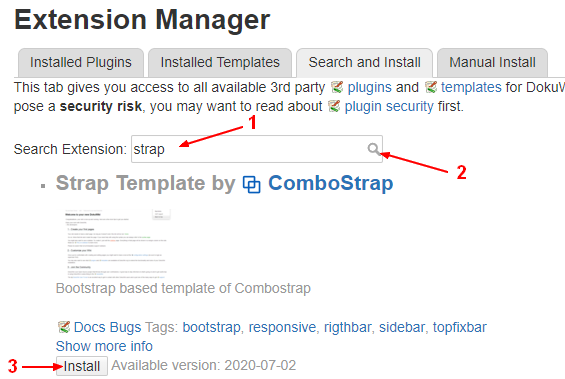 Extension Manager
Installed Plugins Installed Templates Search and Install Manual Install
This tab gives you access to all available 3rd party plugins and templates for DokuW
pose a security risk, you may want to read about plugin security first.
1
Search Extension: strap
2
Strap Template by ComboStrap
Bootstrap based template of Combostrap
Docs Bugs Tags: bootstrap, responsive, rigthbar, sidebar, topfixbar
Show more info
3 Install Available version: 2020-07-02